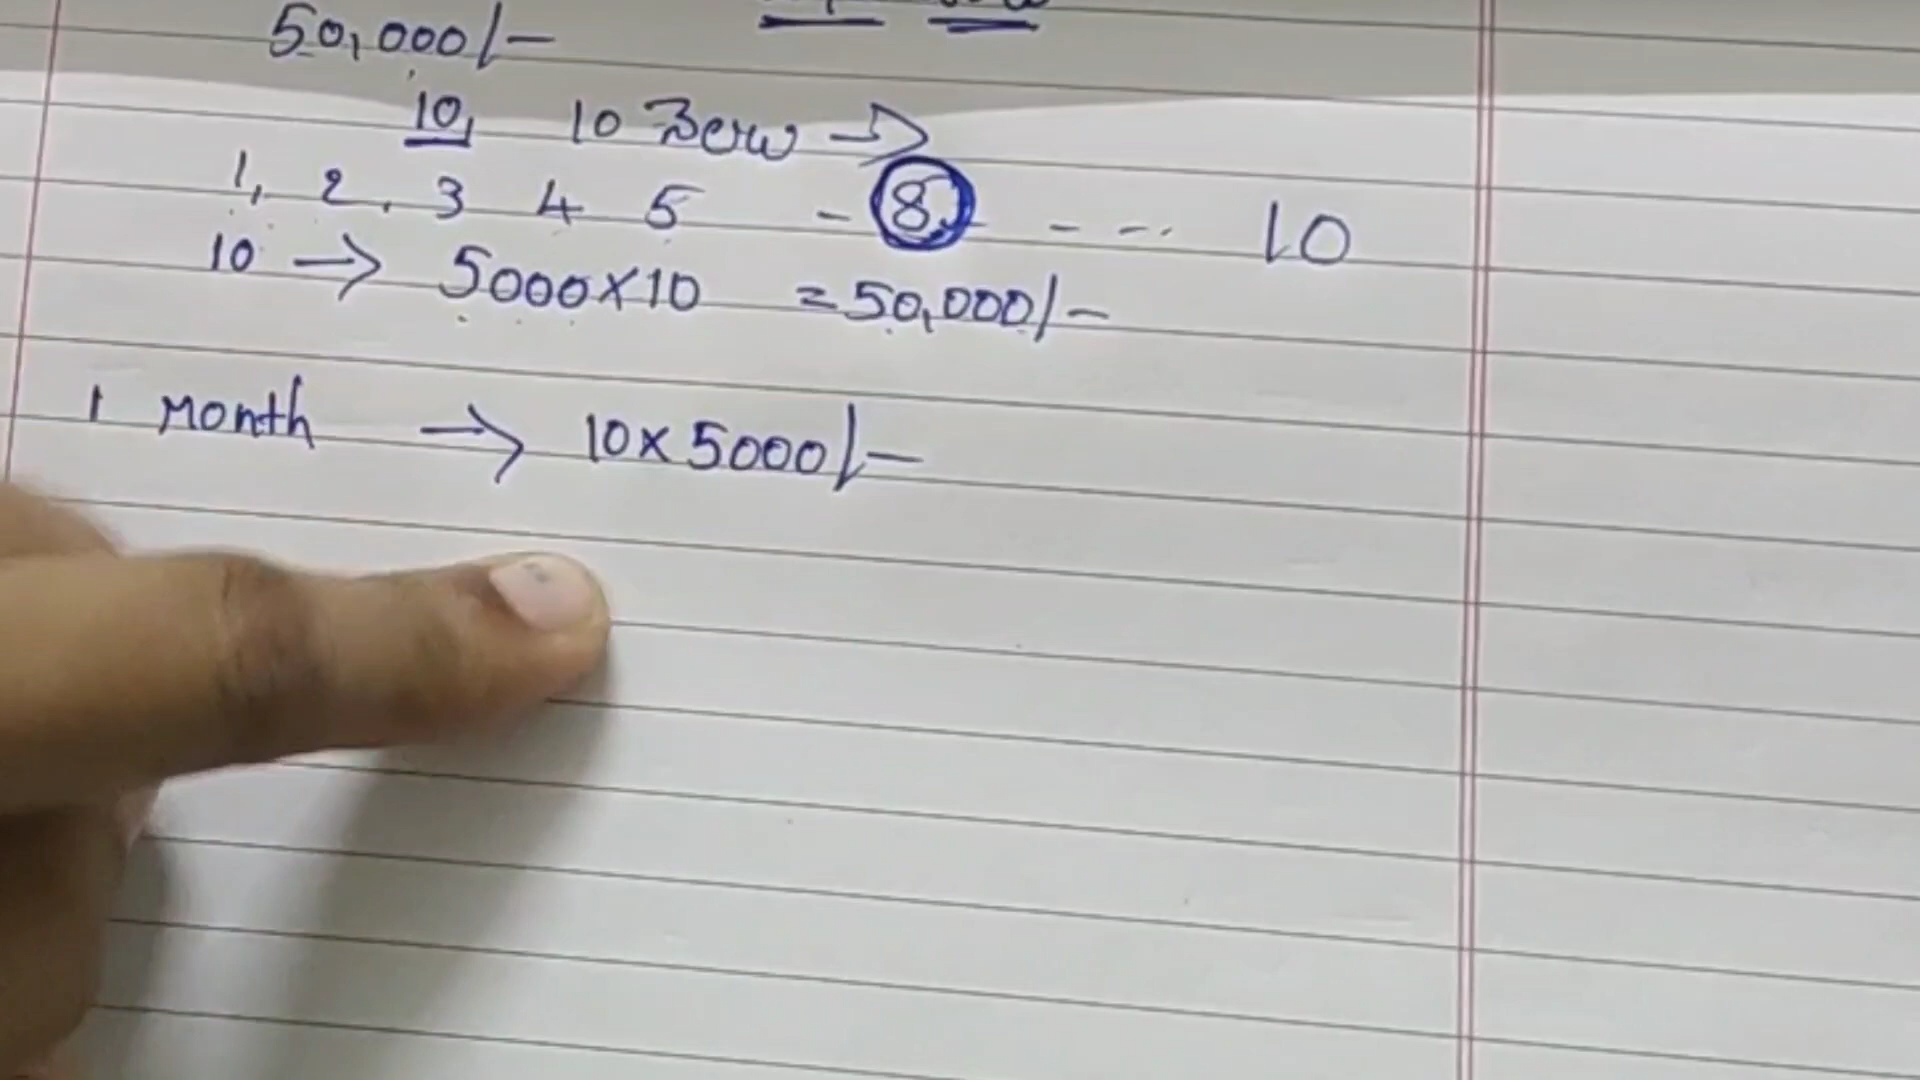 50,000/-
10, 10 నెలలు →
1, 2, 3 4 5 - 8, - - -.. 10
10 → 5000×10 = 50,000/-
1 Month → 10×5000/-